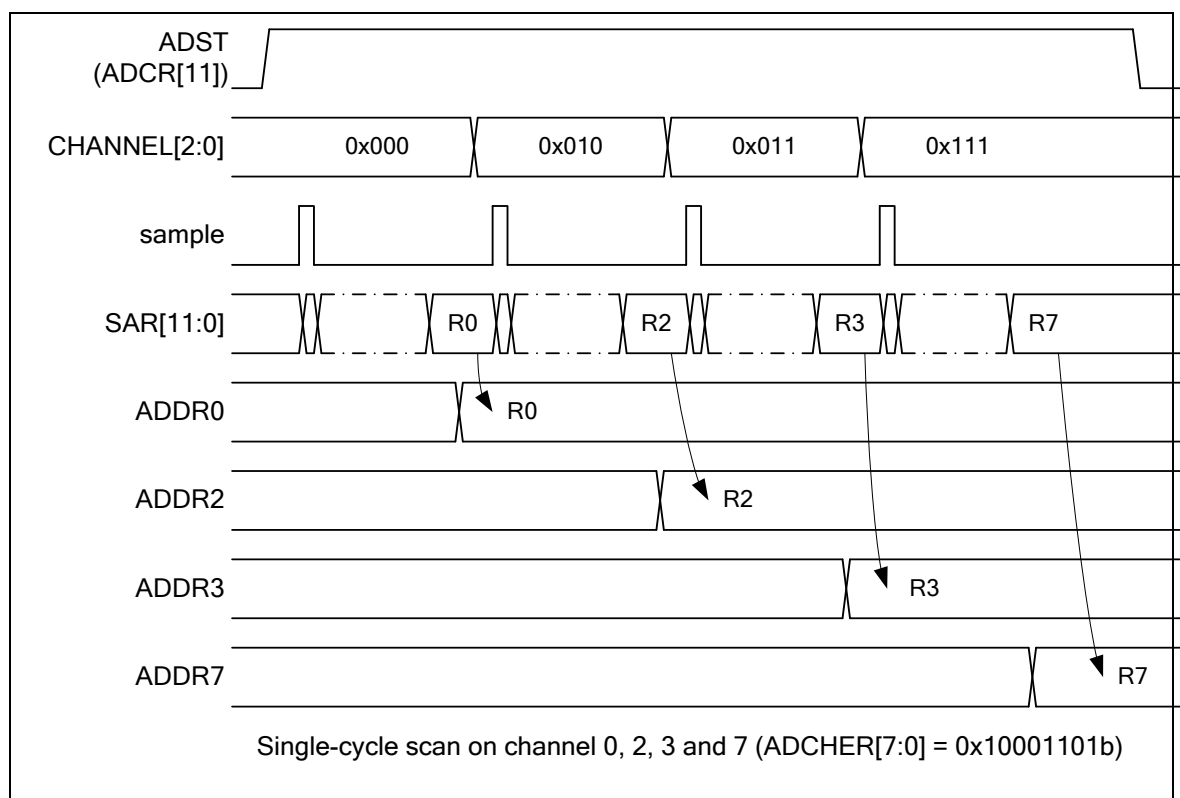 ADST
(ADCR[11])
CHANNEL[2:0]
0x000
0x010
0x011
0x111
sample
SAR[11:0]
R0
R2
R3
R7
ADDR0
R0
ADDR2
R2
ADDR3
R3
ADDR7
R7
Single-cycle scan on channel 0, 2, 3 and 7 (ADCHER[7:0] = 0x10001101b)